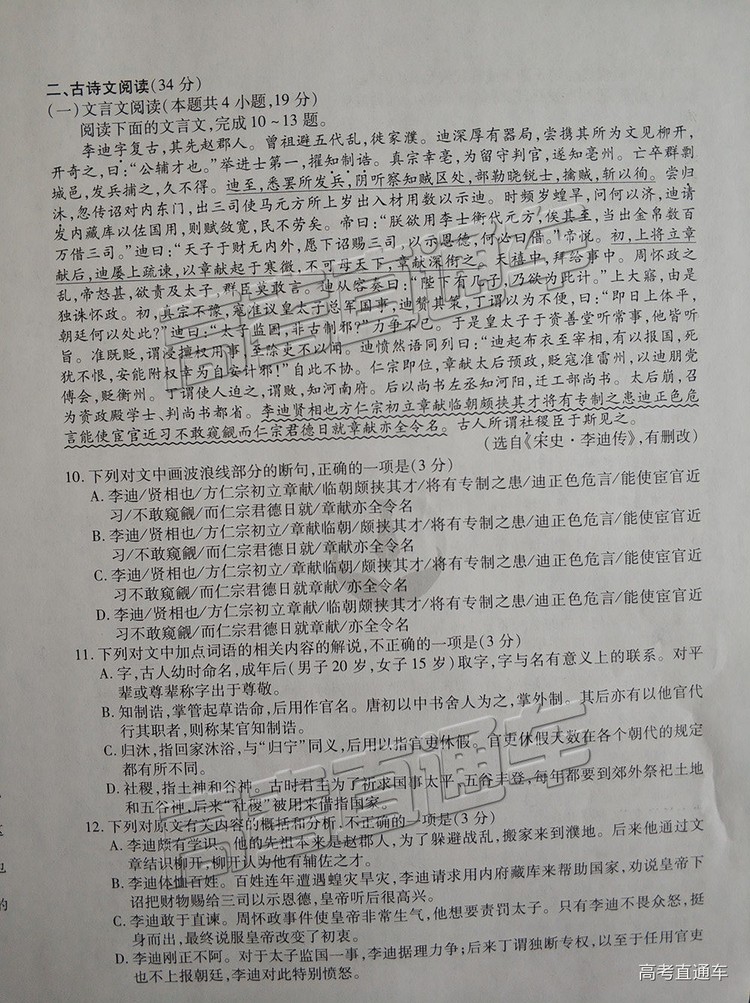 二、古诗文阅读(34 分)
(一)文言文阅读(本题共 4 小题,19 分)
阅读下面的文言文,完成 10～13 题。
李迪字复古,其先赵郡人。曾祖避五代乱,徙家濮。迪深厚有器局,尝携其所为文见柳开,
开奇之,曰:“公辅才也。”举进士第一,擢知制诰。真宗幸亳,为留守判官,遂知亳州。亡卒群剽
城邑,发兵捕之,久不得。迪至,悉罢所发兵,阴听察知贼区处,部勒晓锐士,擒贼,斩以徇。尝归
沐,忽传诏对内东门,出三司使马元方所上岁出入材用数以示迪。时频岁蝗旱,问何以济,迪请
发内藏库以佐国用,则赋敛宽,民不劳矣。帝曰:“朕欲用李士衡代元方,俟其至,当出金帛数百
万借三司。”迪曰:“天子于财无内外,愿下诏赐三司,以示恩德,何必曰借。”帝悦。初,上将立章
献后,迪屡上疏谏,以章献起于寒微,不可母天下,章献深衔之。天禧中,拜给事中。周怀政之
乱,帝怒甚,欲责及太子,群臣莫敢言。迪从容奏曰:“陛下有几子,乃欲为此计。”上大寤,由是
独诛怀政。初,真宗不豫,寇准议皇太子总军国事,迪赞其策,丁谓以为不便,曰:“即日上体平,
朝廷何以处此?”迪曰:“太子监国,非古制邪?”力争不已。于是皇太子于资善堂听常事,他皆听
旨。准既贬,谓浸擅权用事,至除吏不以闻。迪愤然语同列曰:“迪起布衣至宰相,有以报国,死
犹不恨,安能附权幸为自安计邪!”自此不协。仁宗即位,章献太后预政,贬寇准雷州,以迪朋党
傅会,贬衡州。丁谓使人迫之,谓败,知河南府。后以尚书左丞知河阳,迁工部尚书。太后崩,召
为资政殿学士、判尚书都省。李迪贤相也方仁宗初立章献临朝颇挟其才将有专制之患迪正色危
言能使宦官近习不敢窥觎而仁宗君德日就章献亦全令名。古人所谓社稷臣于斯见之。
(选自《宋史·李迪传》,有删改)
10. 下列对文中画波浪线部分的断句,正确的一项是(3 分)
A. 李迪/贤相也/方仁宗初立章献/临朝颇挟其才/将有专制之患/迪正色危言/能使宦官近
习/不敢窥觎/而仁宗君德日就/章献亦全令名
B. 李迪/贤相也/方仁宗初立/章献临朝/颇挟其才/将有专制之患/迪正色危言/能使宦官近
习不敢窥觎/而仁宗君德日就/章献亦全令名
C. 李迪/贤相也/方仁宗初立/章献临朝颇挟其才/将有专制之患/迪正色危言/能使宦官近
习/不敢窥觎/而仁宗君德日就章献/亦全令名
D. 李迪/贤相也/方仁宗初立章献/临朝颇挟其才/将有专制之患/迪正色危言/能使宦官近
习不敢窥觎/而仁宗君德日就章献/亦全令名
11. 下列对文中加点词语的相关内容的解说,不正确的一项是(3 分)
A. 字,古人幼时命名,成年后(男子 20 岁,女子 15 岁)取字,字与名有意义上的联系。对平
辈或尊辈称字出于尊敬。
B. 知制诰,掌管起草诰命,后用作官名。唐初以中书舍人为之,掌外制。其后亦有以他官代
行其职者,则称某官知制诰。
C. 归沐,指回家沐浴,与“归宁”同义,后用以指官吏休假。官吏休假天数在各个朝代的规定
都有所不同。
D. 社稷,指土神和谷神。古时君主为了祈求国事太平,五谷丰登,每年都要到郊外祭祀土地
和五谷神,后来“社稷”被用来借指国家。
12. 下列对原文有关内容的概括和分析,不正确的一项是(3 分)
A. 李迪颇有学识。他的先祖本来是赵郡人,为了躲避战乱,搬家来到濮地。后来他通过文
章结识柳开,柳开认为他有辅佐之才。
B. 李迪体恤百姓。百姓连年遭遇蝗灾旱灾,李迪请求用内府藏库来帮助国家,劝说皇帝下
诏把财物赐给三司以示恩德,皇帝听后很高兴。
C. 李迪敢于直谏。周怀政事件使皇帝非常生气,他想要责罚太子。只有李迪不畏众怒,挺
身而出,最终说服皇帝改变了初衷。
D. 李迪刚正不阿。对于太子监国一事,李迪据理力争;后来丁谓独断专权,以至于任用官吏
也不上报朝廷,李迪对此特别愤怒。
高考直通车
高考直通车
高考直通车